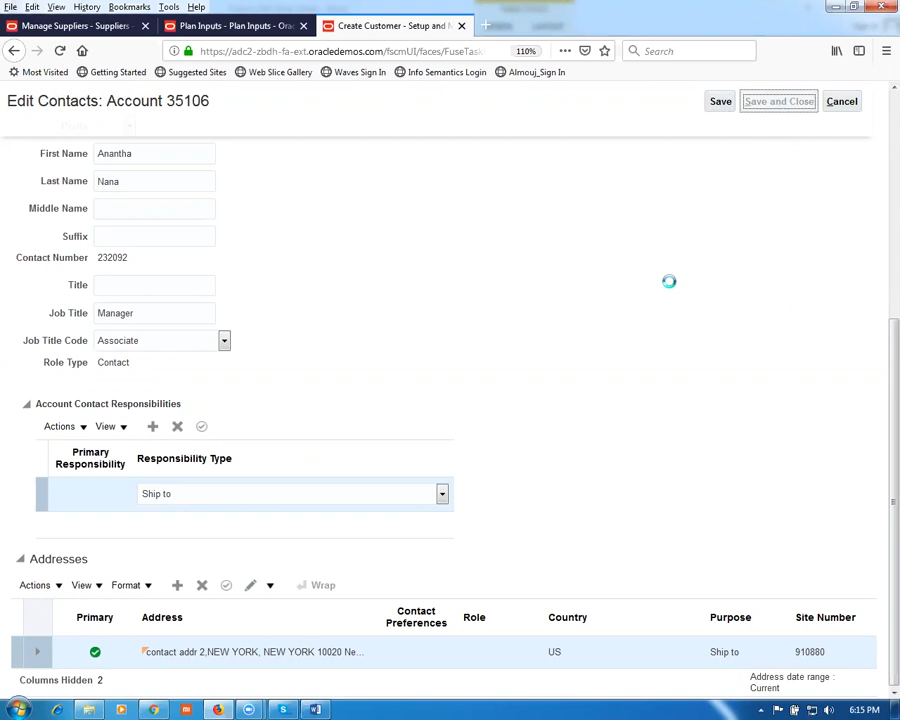 File Edit View History Bookmarks Tools Help
Manage Suppliers - Suppliers - Plan Inputs - Plan Inputs - Orac Create Customer - Setup and M
https://adc2-zbdh-fa-ext.oracledemos.com/fscmUI/faces/FuseTask 110% Search
Most Visited Getting Started Suggested Sites Web Slice Gallery Waves Sign In Info Semantics Login Almouj_Sign In
Edit Contacts: Account 35106 Save Save and Close Cancel
Prefix
First Name Anantha
Last Name Nana
Middle Name
Suffix
Contact Number 232092
Title
Job Title Manager
Job Title Code Associate
Role Type Contact
Account Contact Responsibilities
Actions View
Primary Responsibility Responsibility Type
Ship to
Addresses
Actions View Format Wrap
Primary Address Contact Preferences Role Country Purpose Site Number
contact addr 2,NEW YORK, NEW YORK 10020 Ne... US Ship to 910880
Columns Hidden 2 Address date range :
Current
6:15 PM